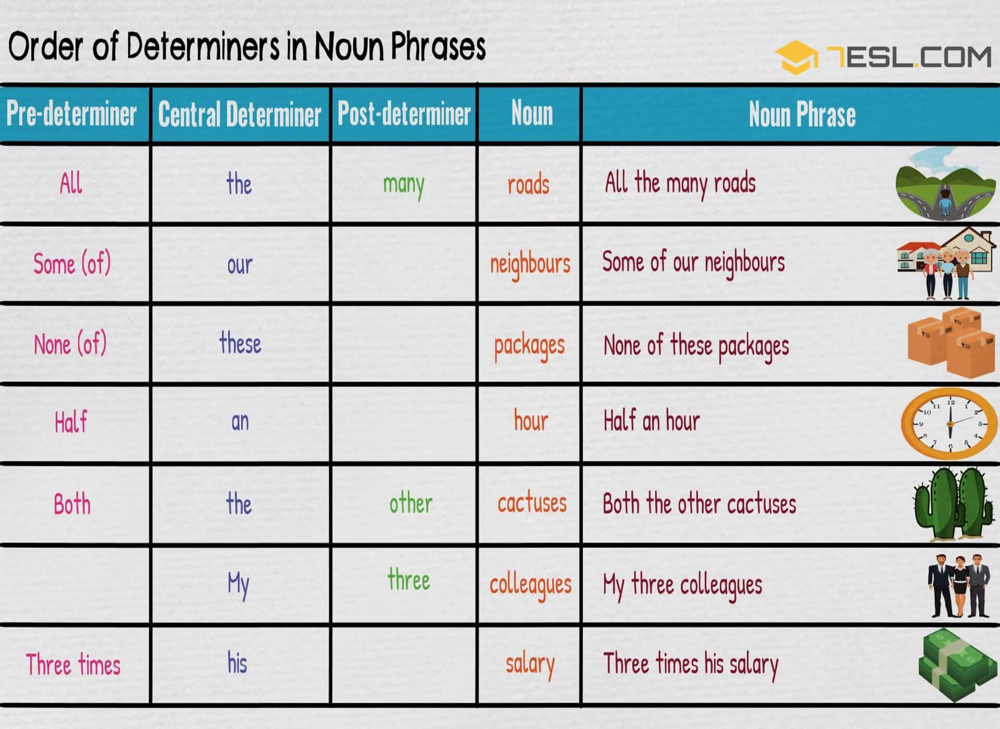 Order of Determiners in Noun Phrases
7ESL.COM
Pre-determiner Central Determiner Post-determiner Noun Noun Phrase
All the many roads All the many roads
Some (of) our neighbours Some of our neighbours
None (of) these packages None of these packages
Half an hour Half an hour
12
11 1
10 2
9 3
8 4
7 5
6
Both the other cactuses Both the other cactuses
My three colleagues My three colleagues
Three times his salary Three times his salary